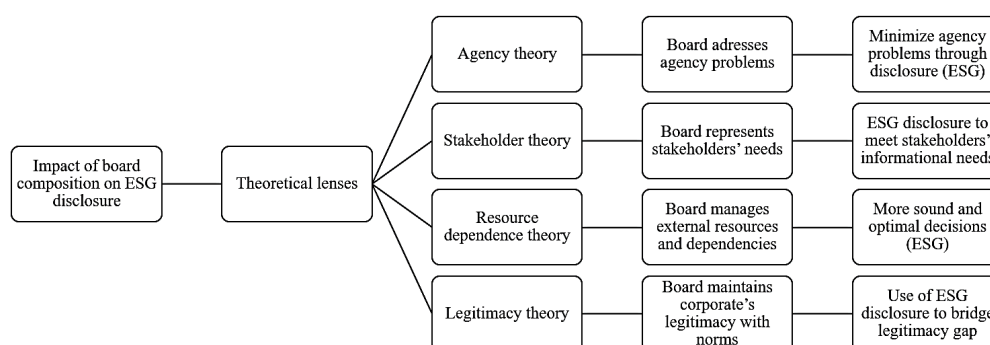 Impact of board
composition on ESG
disclosure
Theoretical lenses
Agency theory
Board adresses
agency problems
Minimize agency
problems through
disclosure (ESG)
Stakeholder theory
Board represents
stakeholders' needs
ESG disclosure to
meet stakeholders'
informational needs
Resource
dependence theory
Board manages
external resources
and dependencies
More sound and
optimal decisions
(ESG)
Legitimacy theory
Board maintains
corporate's
legitimacy with
norms
Use of ESG
disclosure to bridge
legitimacy gap